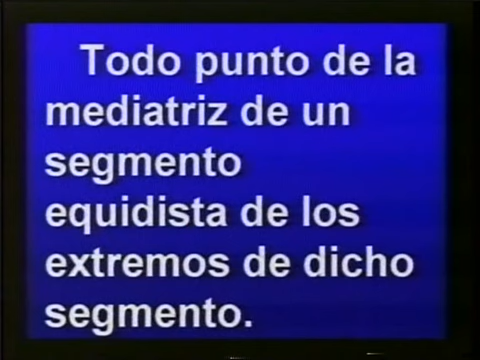 Todo punto de la
mediatriz de un
segmento
equidista de los
extremos de dicho
segmento.